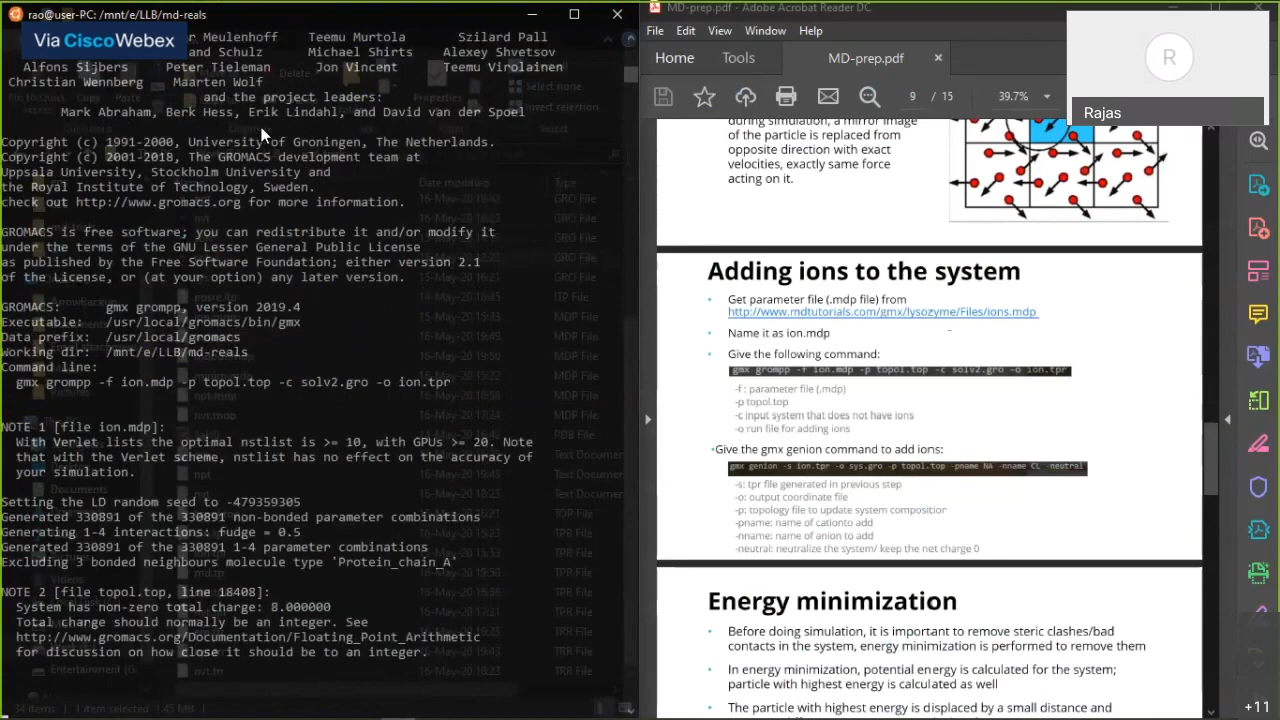 rao@user-PC: /mnt/e/LLB/md-reals
Via Cisco Webex
Meulenhoff Teemu Murtola Szilard Pall
and Schulz Michael Shirts Alexey Shvetsov
Alfons Sijbers Peter Tieleman Jon Vincent Teemu Virolainen
Christian Wennberg Maarten Wolf
and the project leaders:
Mark Abraham, Berk Hess, Erik Lindahl, and David van der Spoel
Copyright (c) 1991-2000, University of Groningen, The Netherlands.
Copyright (c) 2001-2018, The GROMACS development team at
Uppsala University, Stockholm University and
the Royal Institute of Technology, Sweden.
check out http://www.gromacs.org for more information.
GROMACS is free software; you can redistribute it and/or modify it
under the terms of the GNU Lesser General Public License
as published by the Free Software Foundation; either version 2.1
of the License, or (at your option) any later version.
GROMACS: gmx grompp, version 2019.4
Executable: /usr/local/gromacs/bin/gmx
Data prefix: /usr/local/gromacs
Working dir: /mnt/e/LLB/md-reals
Command line:
gmx grompp -f ion.mdp -p topol.top -c solv2.gro -o ion.tpr
NOTE 1 [file ion.mdp]:
With Verlet lists the optimal nstlist is >= 10, with GPUs >= 20. Note
that with the Verlet scheme, nstlist has no effect on the accuracy of
your simulation.
Setting the LD random seed to -479359305
Generated 330891 of the 330891 non-bonded parameter combinations
Generating 1-4 interactions: fudge = 0.5
Generated 330891 of the 330891 1-4 parameter combinations
Excluding 3 bonded neighbours molecule type 'Protein_chain_A'
NOTE 2 [file topol.top, line 18408]:
System has non-zero total charge: 8.000000
Total charge should normally be an integer. See
http://www.gromacs.org/Documentation/Floating_Point_Arithmetic
for discussion on how close it should be to an integer.
34 items 1 item selected 1.45 MB
MD-prep.pdf - Adobe Acrobat Reader DC
File Edit View Window Help
Home Tools MD-prep.pdf
9 / 15 39.7%
R
Rajas
during simulation, a mirror image
of the particle is replaced from
opposite direction with exact
velocities, exactly same force
acting on it.
Adding ions to the system
• Get parameter file (.mdp file) from
http://www.mdtutorials.com/gmx/lysozyme/Files/ions.mdp
• Name it as ion.mdp
• Give the following command:
gmx grompp -f ion.mdp -p topol.top -c solv2.gro -o ion.tpr
-f : parameter file (.mdp)
-p topol.top
-c input system that does not have ions
-o run file for adding ions
•Give the gmx genion command to add ions:
gmx genion -s ion.tpr -o sys.gro -p topol.top -pname NA -nname CL -neutral
-s: tpr file generated in previous step
-o: output coordinate file
-p: topology file to update system composition
-pname: name of cationto add
-nname: name of anion to add
-neutral: neutralize the system/ keep the net charge 0
Energy minimization
• Before doing simulation, it is important to remove steric clashes/bad
contacts in the system, energy minimization is performed to remove them
• In energy minimization, potential energy is calculated for the system;
particle with highest energy is calculated as well
• The particle with highest energy is displaced by a small distance and
+11